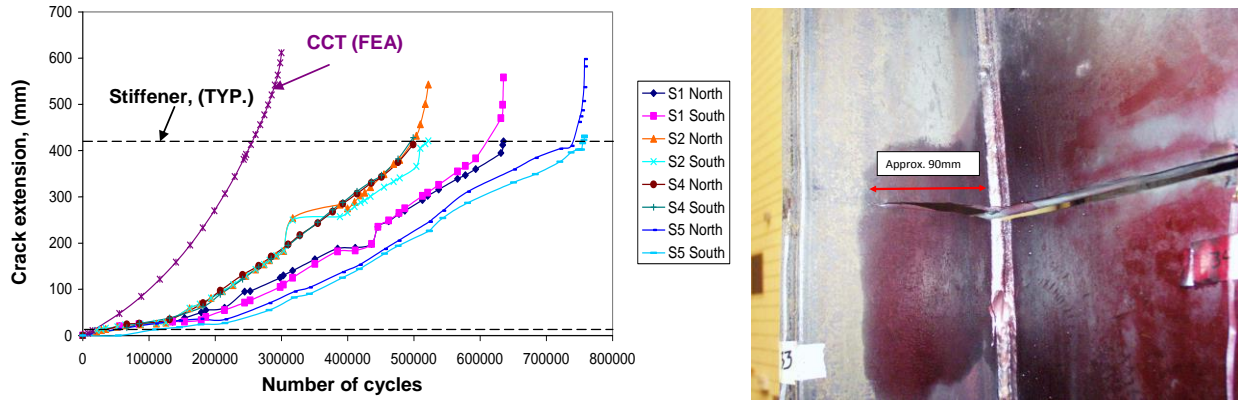 700
600
500
400
300
200
100
0
Crack extension, (mm)
CCT (FEA)
Stiffener, (TYP.)
0 100000 200000 300000 400000 500000 600000 700000 800000
Number of cycles
S1 North
S1 South
S2 North
S2 South
S4 North
S4 South
S5 North
S5 South
Approx. 90mm
33